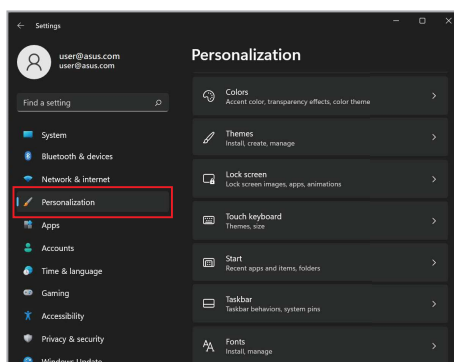 Settings
user@asus.com
user@asus.com
Find a setting
System
Bluetooth & devices
Network & internet
Personalization
Apps
Accounts
Time & language
Gaming
Accessibility
Privacy & security
Windows Update
Personalization
Colors
Accent color, transparency effects, color theme
Themes
Install, create, manage
Lock screen
Lock screen images, apps, animations
Touch keyboard
Themes, size
Start
Recent apps and items, folders
Taskbar
Taskbar behaviors, system pins
Fonts
Install, manage